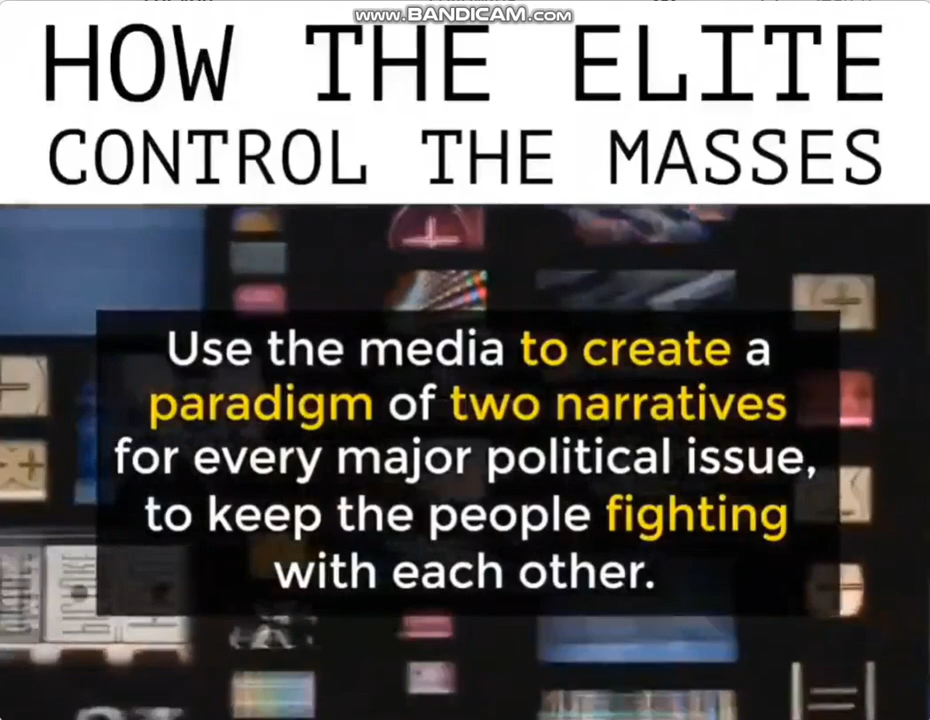 www.BANDICAM.com
HOW THE ELITE
CONTROL THE MASSES
Use the media to create a
paradigm of two narratives
for every major political issue,
to keep the people fighting
with each other.